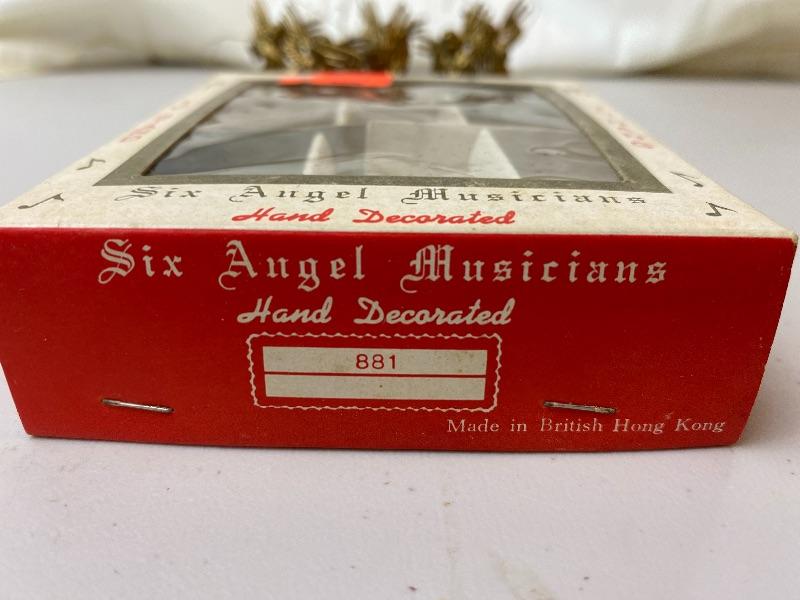 Six Angel Musicians
Hand Decorated
Six Angel Musicians
Hand Decorated
881
Made in British Hong Kong